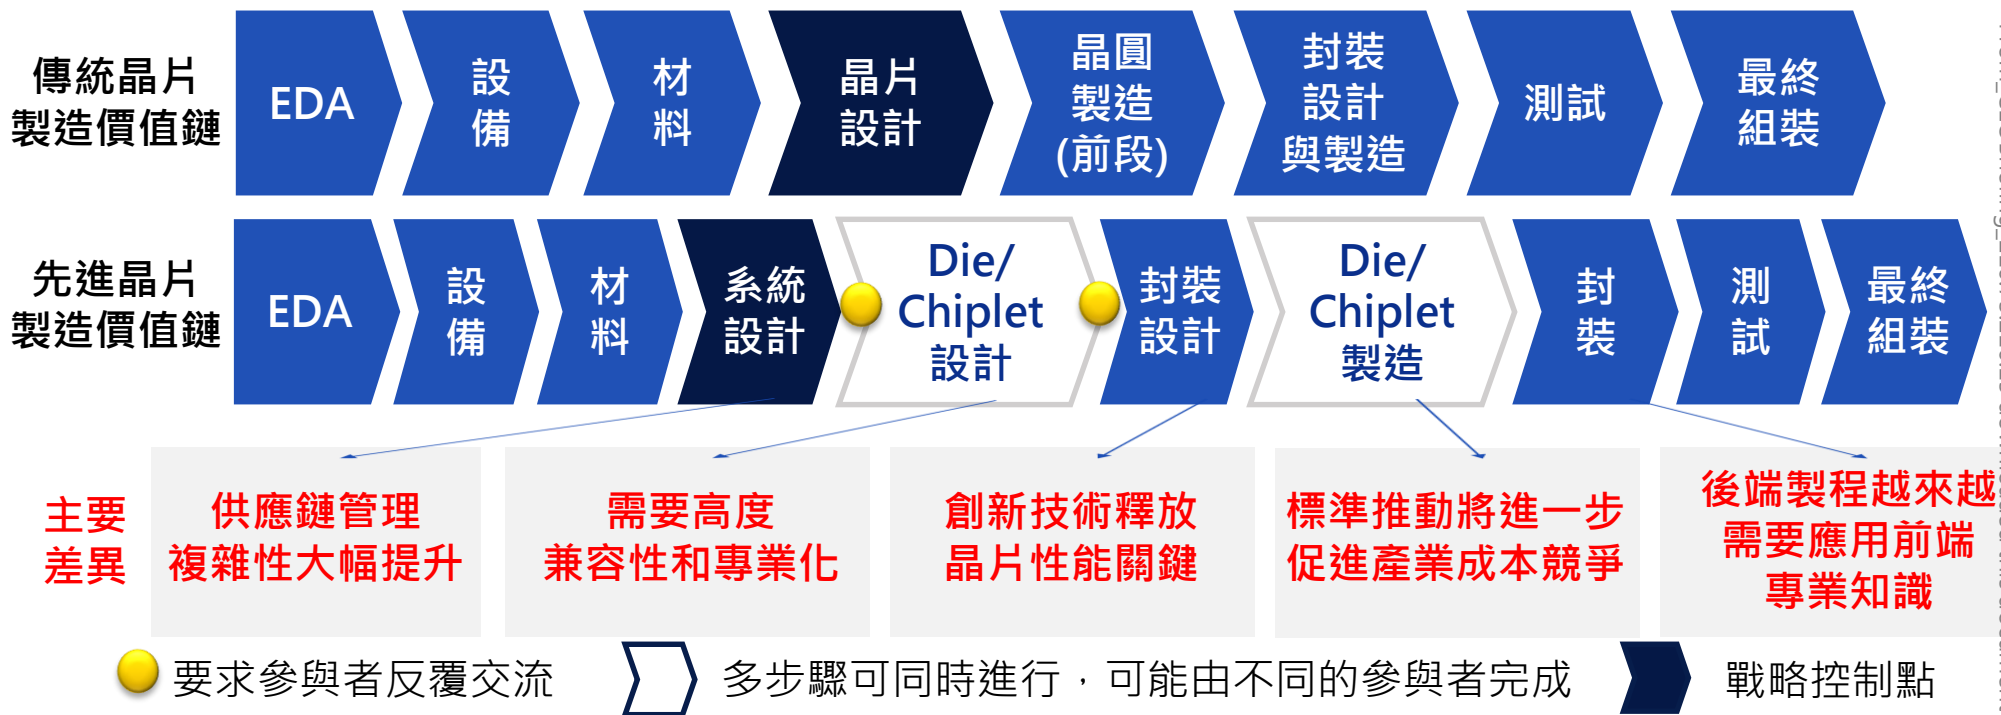 傳統晶片
製造價值鏈
EDA
設
備
材
料
晶片
設計
晶圓
製造
(前段)
封裝
設計
與製造
測試
最終
組裝
先進晶片
製造價值鏈
EDA
設
備
材
料
系統
設計
Die/
Chiplet
設計
封裝
設計
Die/
Chiplet
製造
封
裝
測
試
最終
組裝
主要
差異
供應鏈管理
複雜性大幅提升
需要高度
兼容性和專業化
創新技術釋放
晶片性能關鍵
標準推動將進一步
促進產業成本競爭
後端製程越來越
需要應用前端
專業知識
要求參與者反覆交流
多步驟可同時進行，可能由不同的參與者完成
戰略控制點